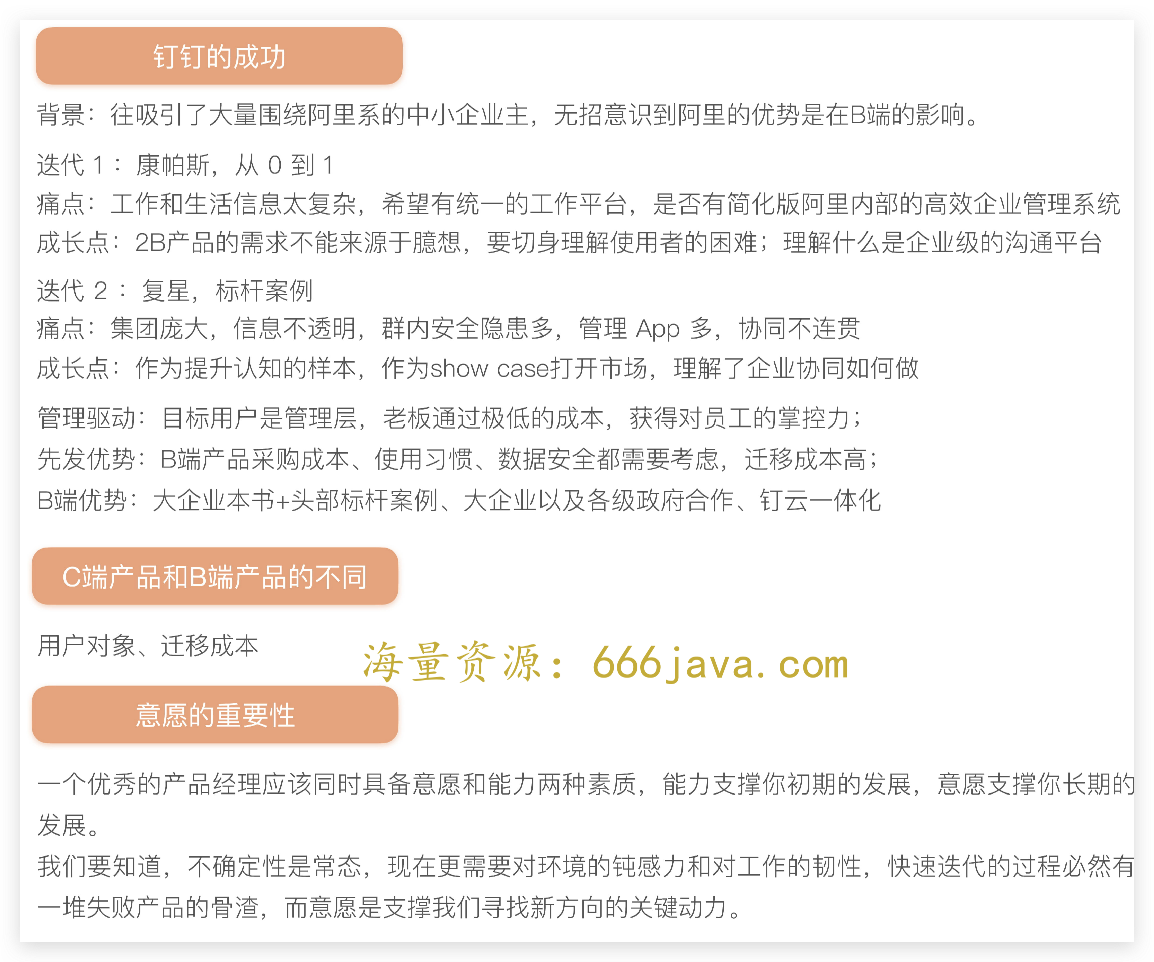 钉钉的成功
背景：往吸引了大量围绕阿里系的中小企业主，无招意识到阿里的优势是在B端的影响。
迭代 1 ：康帕斯，从 0 到 1
痛点：工作和生活信息太复杂，希望有统一的工作平台，是否有简化版阿里内部的高效企业管理系统
成长点：2B产品的需求不能来源于臆想，要切身理解使用者的困难；理解什么是企业级的沟通平台
迭代 2 ：复星，标杆案例
痛点：集团庞大，信息不透明，群内安全隐患多，管理 App 多，协同不连贯
成长点：作为提升认知的样本，作为show case打开市场，理解了企业协同如何做
管理驱动：目标用户是管理层，老板通过极低的成本，获得对员工的掌控力；
先发优势：B端产品采购成本、使用习惯、数据安全都需要考虑，迁移成本高；
B端优势：大企业本书+头部标杆案例、大企业以及各级政府合作、钉云一体化
C端产品和B端产品的不同
用户对象、迁移成本
海量资源：666java.com
意愿的重要性
一个优秀的产品经理应该同时具备意愿和能力两种素质，能力支撑你初期的发展，意愿支撑你长期的
发展。
我们要知道，不确定性是常态，现在更需要对环境的钝感力和对工作的韧性，快速迭代的过程必然有
一堆失败产品的骨渣，而意愿是支撑我们寻找新方向的关键动力。